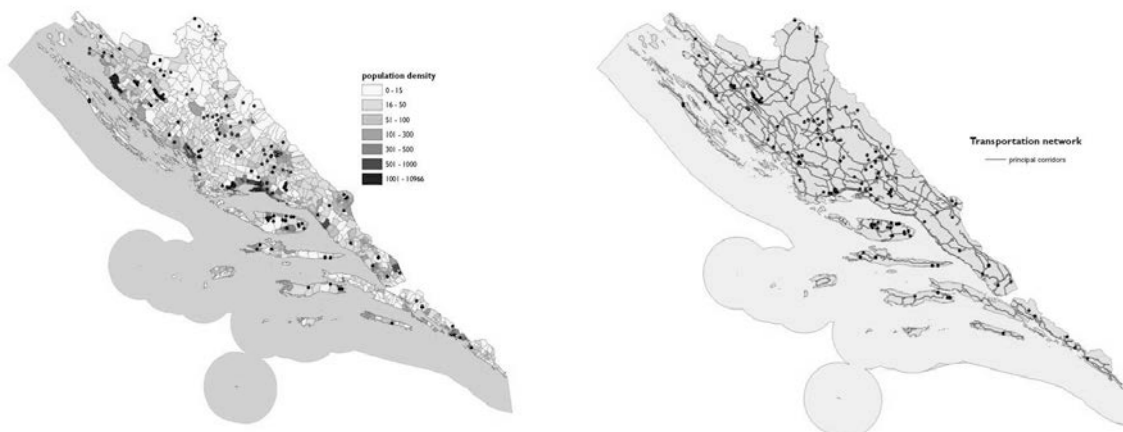 population density
0 - 15
16 - 50
51 - 100
101 - 300
301 - 500
501 - 1000
1001 - 10966
Transportation network
principal corridors